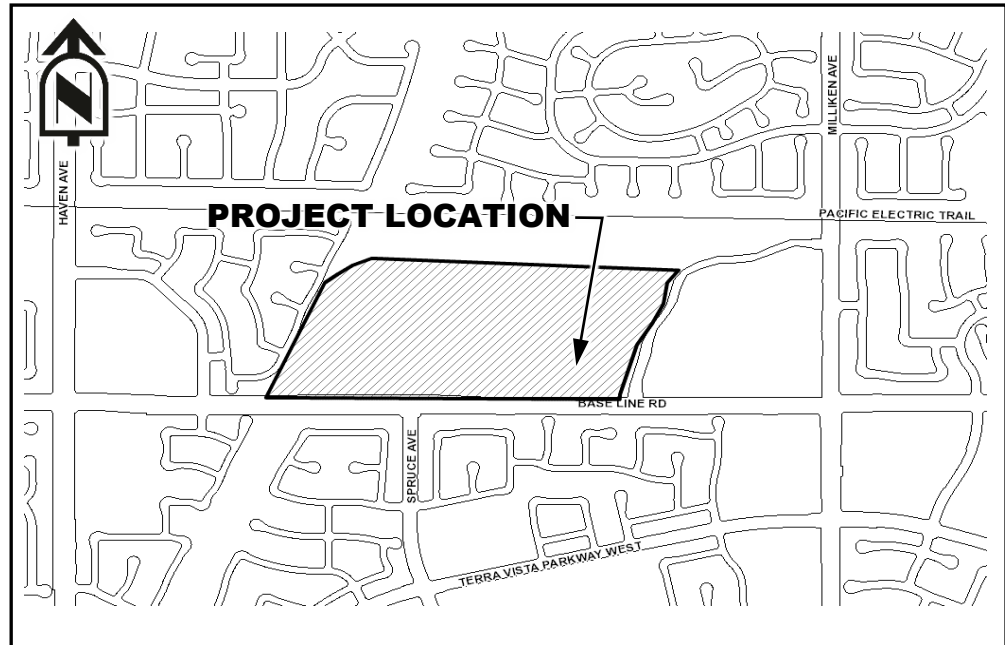 N
MILLIKEN AVE
HAVEN AVE
PROJECT LOCATION
PACIFIC ELECTRIC TRAIL
BASE LINE RD
SPRUCE AVE
TERRA VISTA PARKWAY WEST